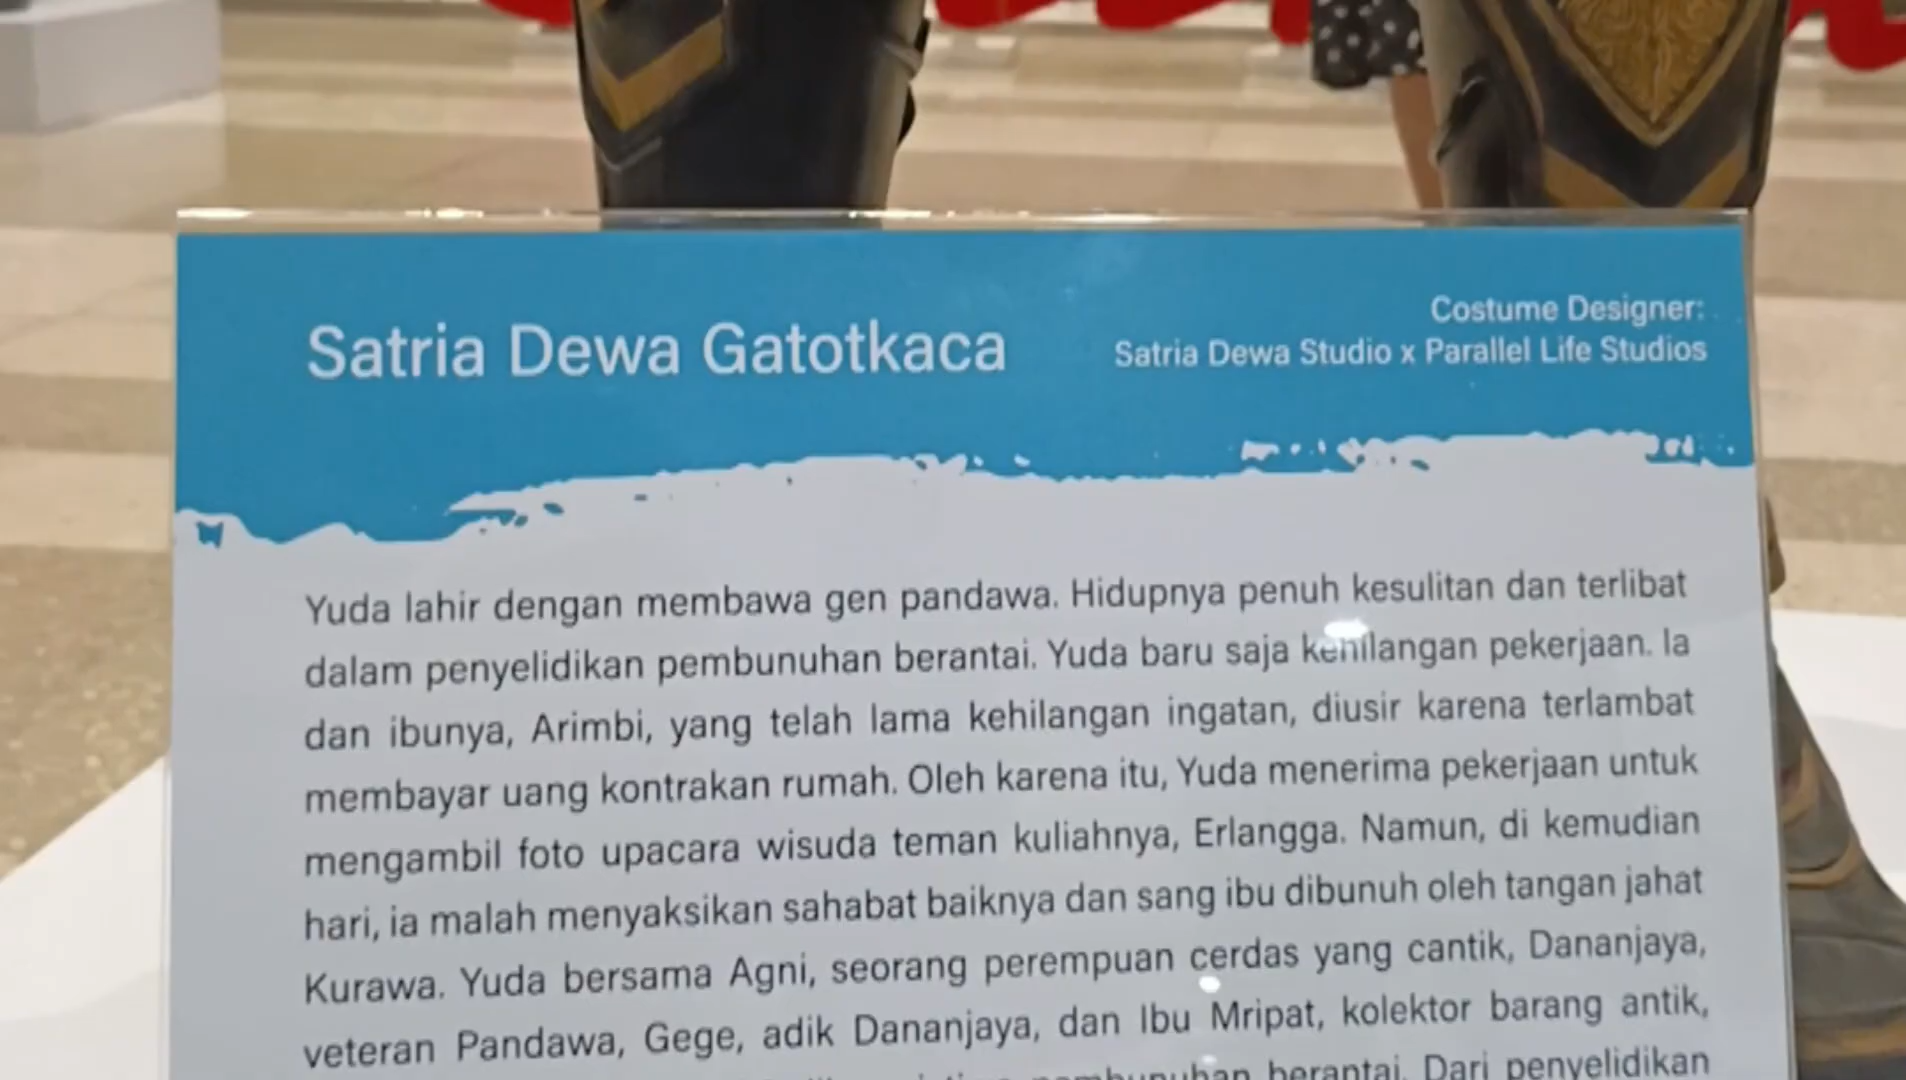 Satria Dewa Gatotkaca
Costume Designer:
Satria Dewa Studio x Parallel Life Studios
Yuda lahir dengan membawa gen pandawa. Hidupnya penuh kesulitan dan terlibat
dalam penyelidikan pembunuhan berantai. Yuda baru saja kehilangan pekerjaan. Ia
dan ibunya, Arimbi, yang telah lama kehilangan ingatan, diusir karena terlambat
membayar uang kontrakan rumah. Oleh karena itu, Yuda menerima pekerjaan untuk
mengambil foto upacara wisuda teman kuliahnya, Erlangga. Namun, di kemudian
hari, ia malah menyaksikan sahabat baiknya dan sang ibu dibunuh oleh tangan jahat
Kurawa. Yuda bersama Agni, seorang perempuan cerdas yang cantik, Dananjaya,
veteran Pandawa, Gege, adik Dananjaya, dan Ibu Mripat, kolektor barang antik,
pembunuhan berantai. Dari penyelidikan